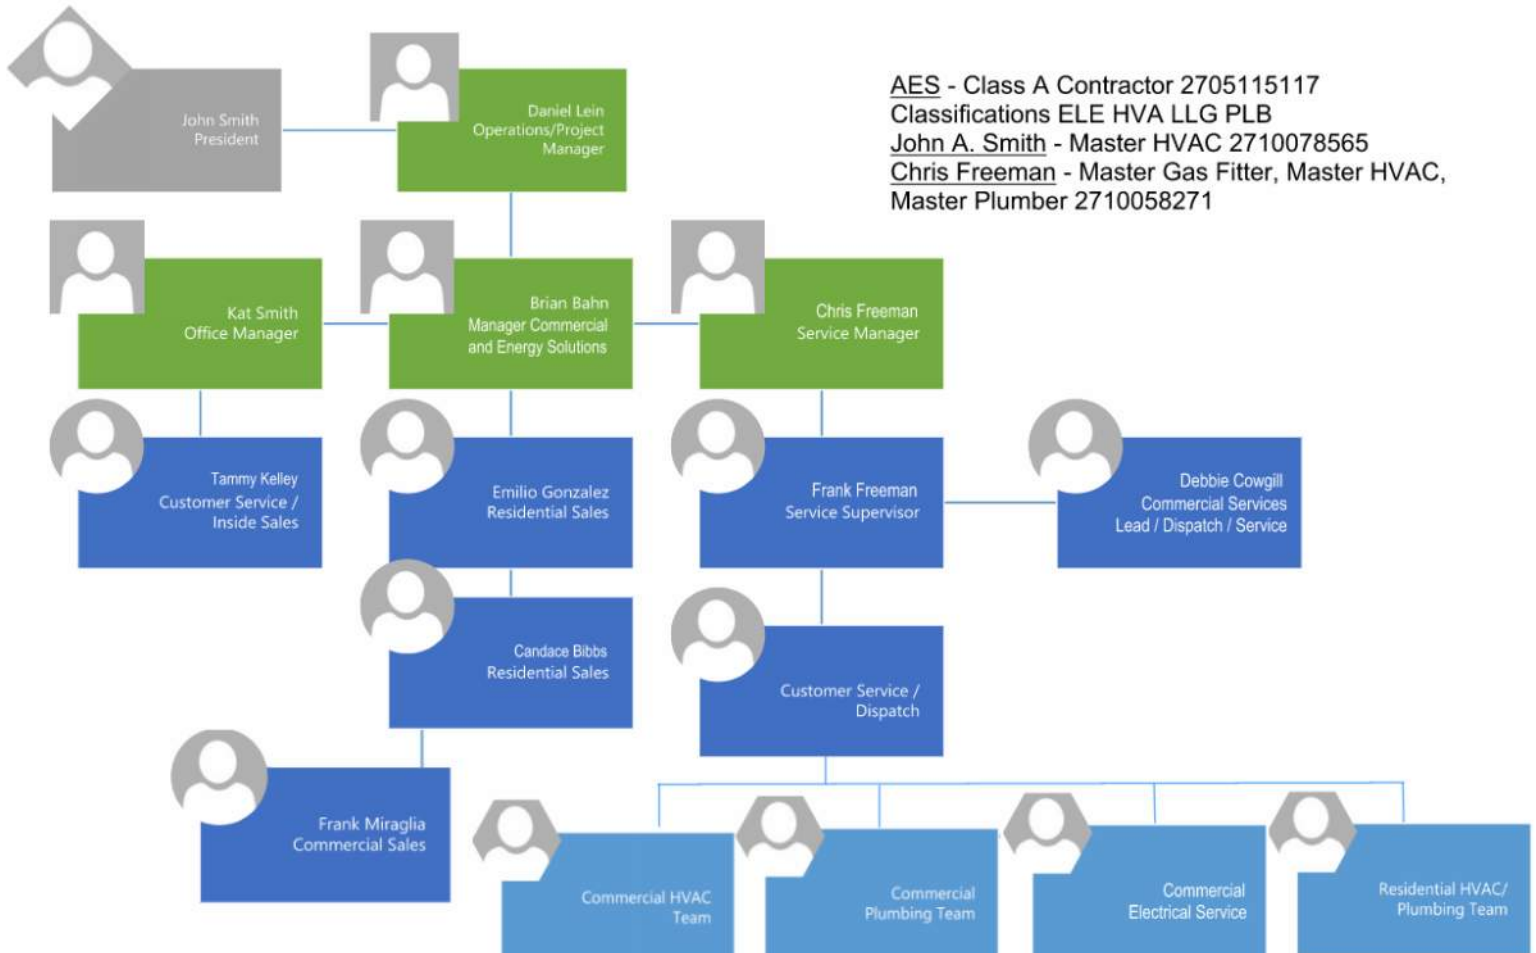 John Smith
President
Daniel Lein
Operations/Project
Manager
AES - Class A Contractor 2705115117
Classifications ELE HVA LLG PLB
John A. Smith - Master HVAC 2710078565
Chris Freeman - Master Gas Fitter, Master HVAC,
Master Plumber 2710058271
Kat Smith
Office Manager
Brian Bahn
Manager Commercial
and Energy Solutions
Chris Freeman
Service Manager
Tammy Kelley
Customer Service /
Inside Sales
Emilio Gonzalez
Residential Sales
Frank Freeman
Service Supervisor
Debbie Cowgill
Commercial Services
Lead / Dispatch / Service
Candace Bibbs
Residential Sales
Customer Service /
Dispatch
Frank Miraglia
Commercial Sales
Commercial HVAC
Team
Commercial
Plumbing Team
Commercial
Electrical Service
Residential HVAC/
Plumbing Team